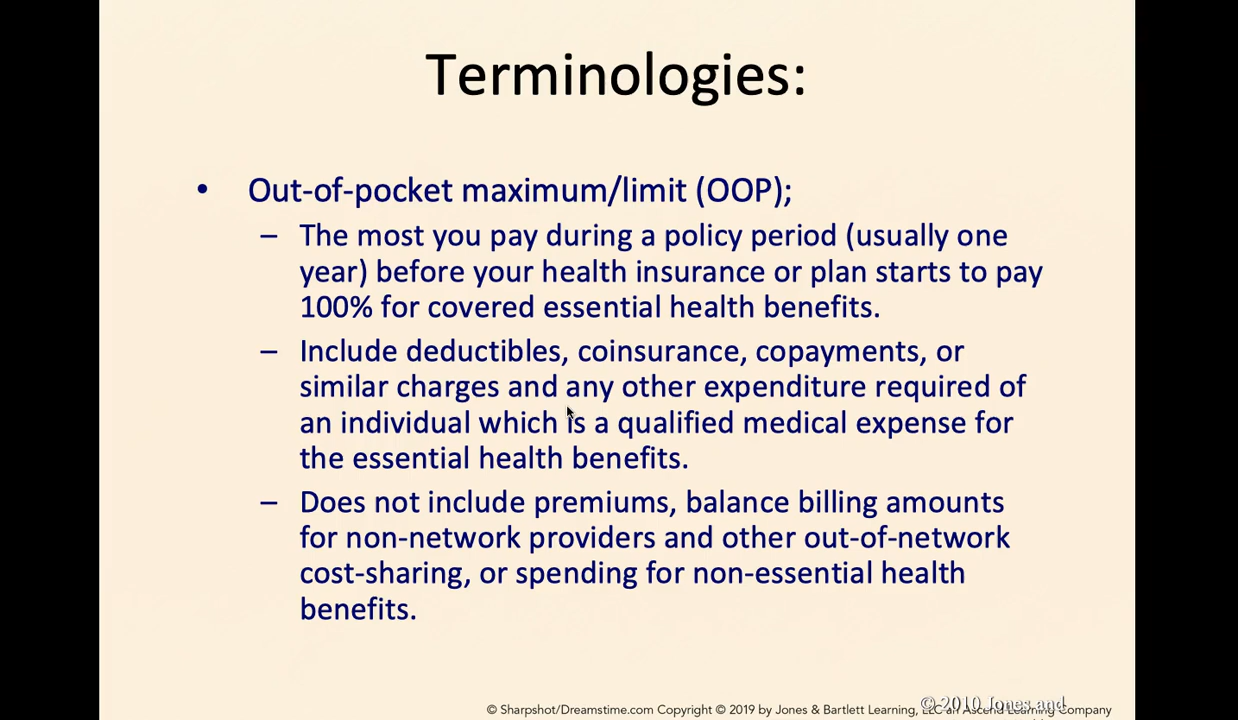 Terminologies:
• Out-of-pocket maximum/limit (OOP);
– The most you pay during a policy period (usually one
year) before your health insurance or plan starts to pay
100% for covered essential health benefits.
– Include deductibles, coinsurance, copayments, or
similar charges and any other expenditure required of
an individual which is a qualified medical expense for
the essential health benefits.
– Does not include premiums, balance billing amounts
for non-network providers and other out-of-network
cost-sharing, or spending for non-essential health
benefits.
© Sharpshot/Dreamstime.com Copyright © 2019 by Jones & Bartlett Learning, LLC an Ascend Learning Company
© 2010 Jones and